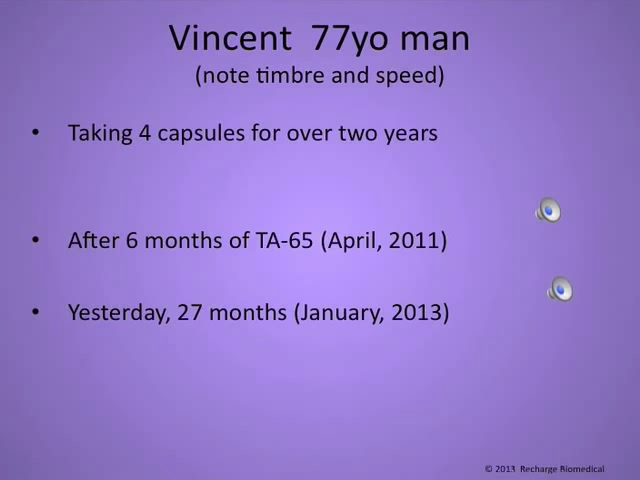 Vincent  77yo man
(note timbre and speed)
• Taking 4 capsules for over two years
• After 6 months of TA-65 (April, 2011)
• Yesterday, 27 months (January, 2013)
© 2013  Recharge Biomedical